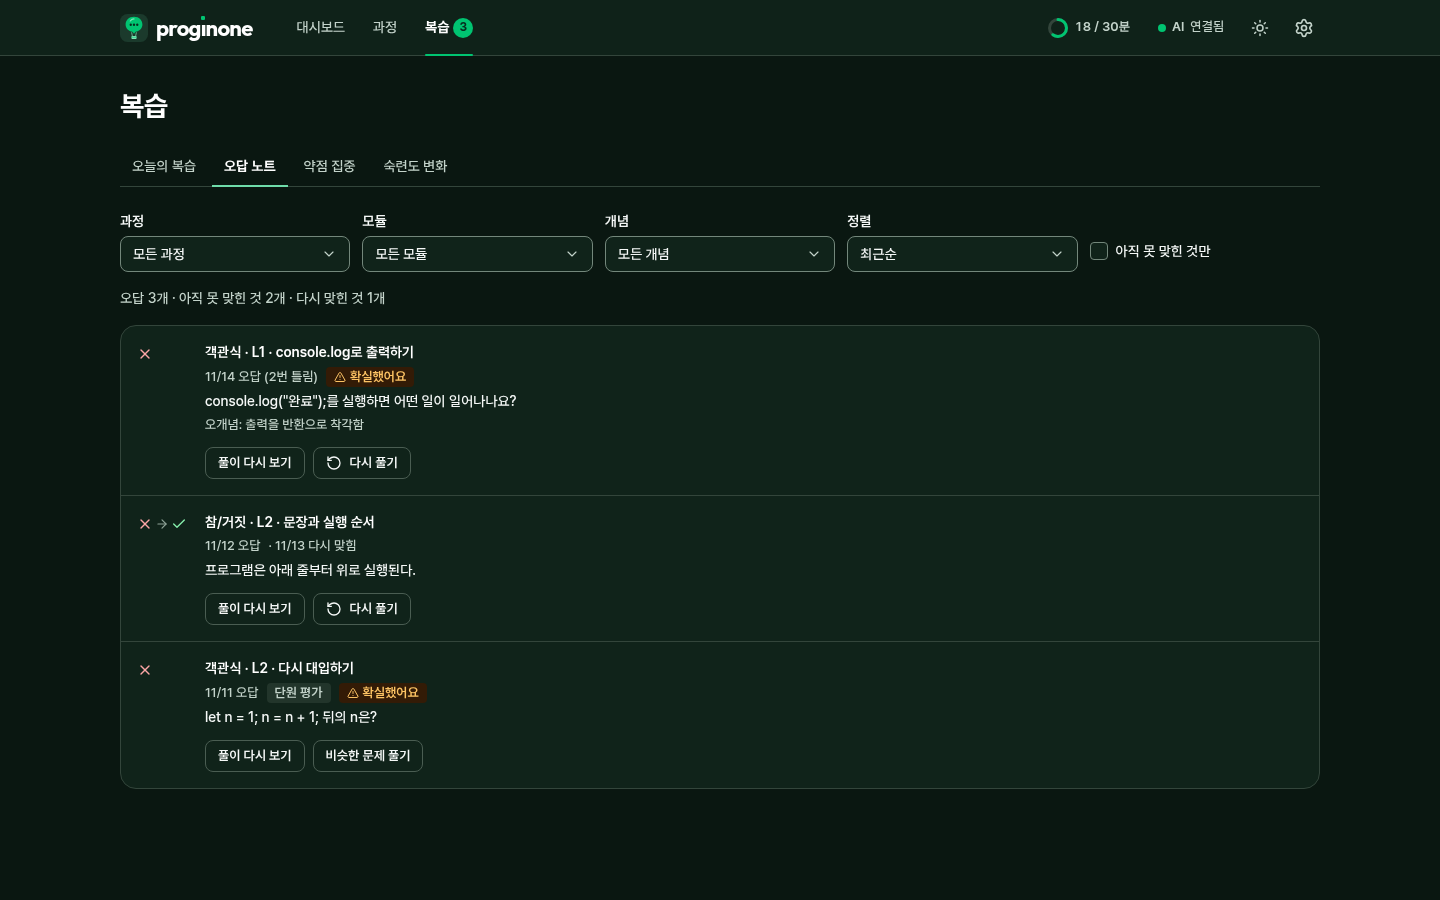 proginone
대시보드
과정
복습 3
18 / 30분
AI 연결됨
복습
오늘의 복습
오답 노트
약점 집중
숙련도 변화
과정
모듈
개념
정렬
모든 과정
모든 모듈
모든 개념
최근순
아직 못 맞힌 것만
오답 3개 · 아직 못 맞힌 것 2개 · 다시 맞힌 것 1개
객관식 · L1 · console.log로 출력하기
11/14 오답 (2번 틀림) 확실했어요
console.log("완료");를 실행하면 어떤 일이 일어나나요?
오개념: 출력을 반환으로 착각함
풀이 다시 보기
다시 풀기
참/거짓 · L2 · 문장과 실행 순서
11/12 오답 · 11/13 다시 맞힘
프로그램은 아래 줄부터 위로 실행된다.
풀이 다시 보기
다시 풀기
객관식 · L2 · 다시 대입하기
11/11 오답 단원 평가 확실했어요
let n = 1; n = n + 1; 뒤의 n은?
풀이 다시 보기
비슷한 문제 풀기